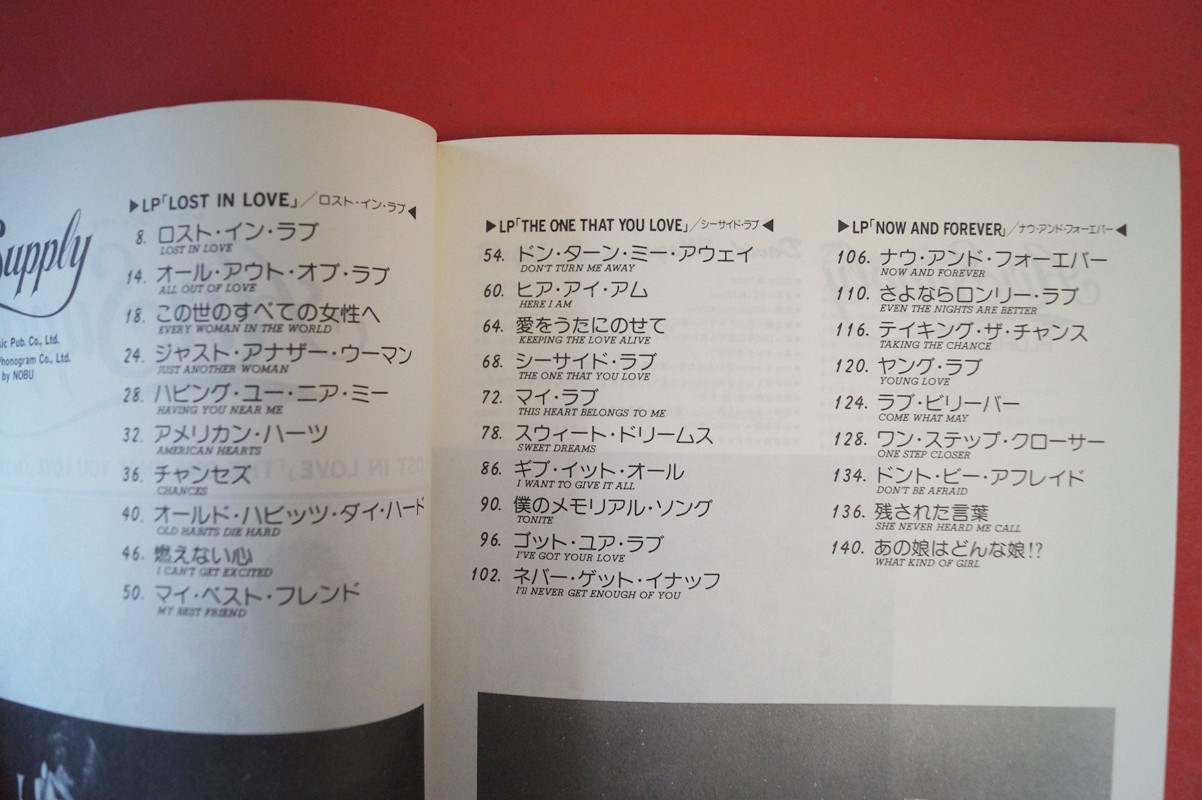 Supply
sic Pub. Co., Ltd.
Phonogram Co., Ltd.
by NOBU
▶LP「LOST IN LOVE」/ロスト・イン・ラブ◀
8. ロスト・イン・ラブ
LOST IN LOVE
14. オール・アウト・オブ・ラブ
ALL OUT OF LOVE
18. この世のすべての女性へ
EVERY WOMAN IN THE WORLD
24. ジャスト・アナザー・ウーマン
JUST ANOTHER WOMAN
28. ハビング・ユー・ニア・ミー
HAVING YOU NEAR ME
32. アメリカン・ハーツ
AMERICAN HEARTS
36. チャンセズ
CHANCES
40. オールド・ハビッツ・ダイ・ハード
OLD HABITS DIE HARD
46. 燃えない心
I CAN'T GET EXCITED
50. マイ・ベスト・フレンド
MY BEST FRIEND
▶LP「THE ONE THAT YOU LOVE」/シーサイド・ラブ◀
54. ドン・ターン・ミー・アウェイ
DON'T TURN ME AWAY
60. ヒア・アイ・アム
HERE I AM
64. 愛をうたにのせて
KEEPING THE LOVE ALIVE
68. シーサイド・ラブ
THE ONE THAT YOU LOVE
72. マイ・ラブ
THIS HEART BELONGS TO ME
78. スウィート・ドリームス
SWEET DREAMS
86. ギブ・イット・オール
I WANT TO GIVE IT ALL
90. 僕のメモリアル・ソング
TONITE
96. ゴット・ユア・ラブ
I'VE GOT YOUR LOVE
102. ネバー・ゲット・イナッフ
I'll NEVER GET ENOUGH OF YOU
▶LP「NOW AND FOREVER」/ナウ・アンド・フォーエバー◀
106. ナウ・アンド・フォーエバー
NOW AND FOREVER
110. さよならロンリー・ラブ
EVEN THE NIGHTS ARE BETTER
116. テイキング・ザ・チャンス
TAKING THE CHANCE
120. ヤング・ラブ
YOUNG LOVE
124. ラブ・ビリーバー
COME WHAT MAY
128. ワン・ステップ・クローサー
ONE STEP CLOSER
134. ドント・ビー・アフレイド
DON'T BE AFRAID
136. 残された言葉
SHE NEVER HEARD ME CALL
140. あの娘はどんな娘!?
WHAT KIND OF GIRL